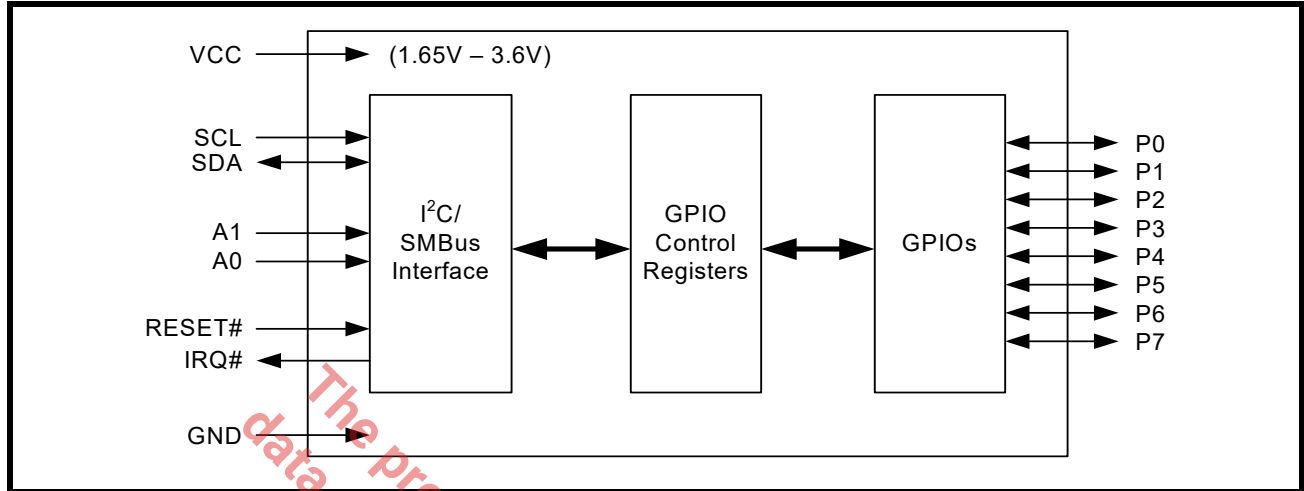 VCC
(1.65V – 3.6V)
SCL
SDA
A1
A0
RESET#
IRQ#
GND
I²C/
SMBus
Interface
GPIO
Control
Registers
GPIOs
P0
P1
P2
P3
P4
P5
P6
P7
The
data